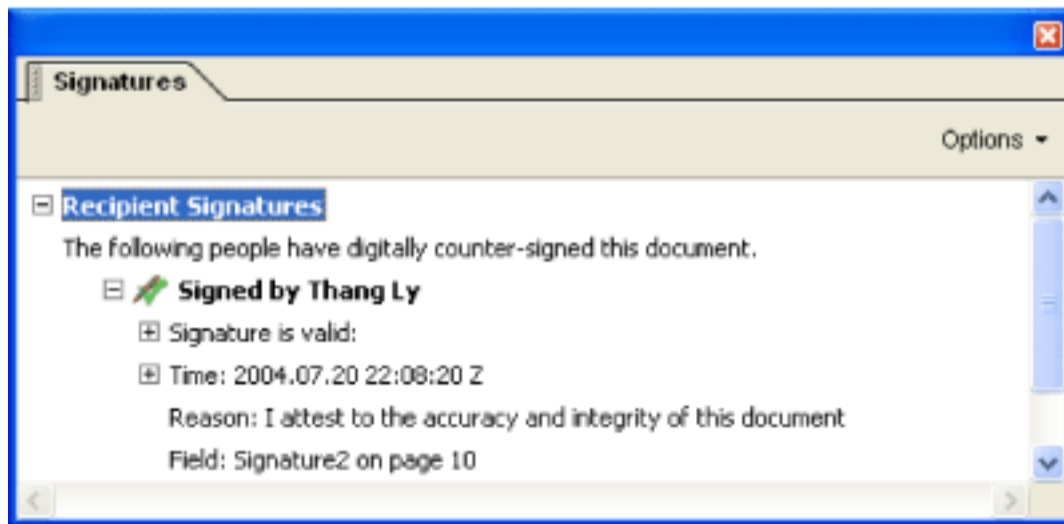 Signatures
Options
Recipient Signatures
The following people have digitally counter-signed this document.
Signed by Thang Ly
Signature is valid:
Time: 2004.07.20 22:08:20 Z
Reason: I attest to the accuracy and integrity of this document
Field: Signature2 on page 10